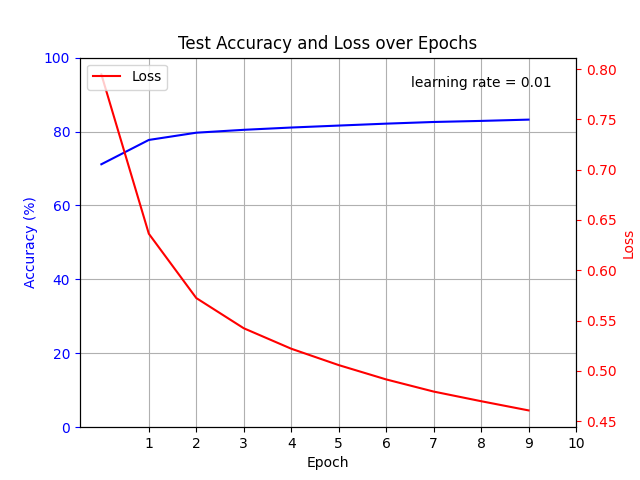 Test Accuracy and Loss over Epochs
Loss
learning rate = 0.01
Accuracy (%)
100
80
60
40
20
0
0.80
0.75
0.70
0.65
0.60
0.55
0.50
0.45
Loss
1 2 3 4 5 6 7 8 9 10
Epoch